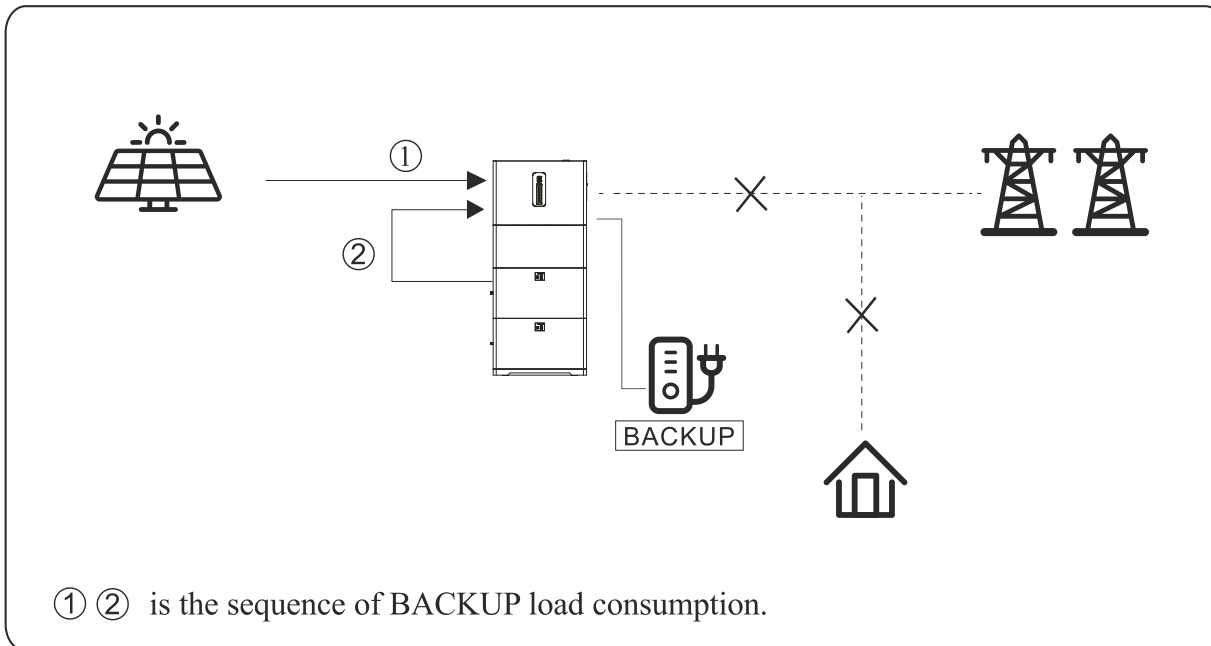 ①
②
BACKUP
① ② is the sequence of BACKUP load consumption.